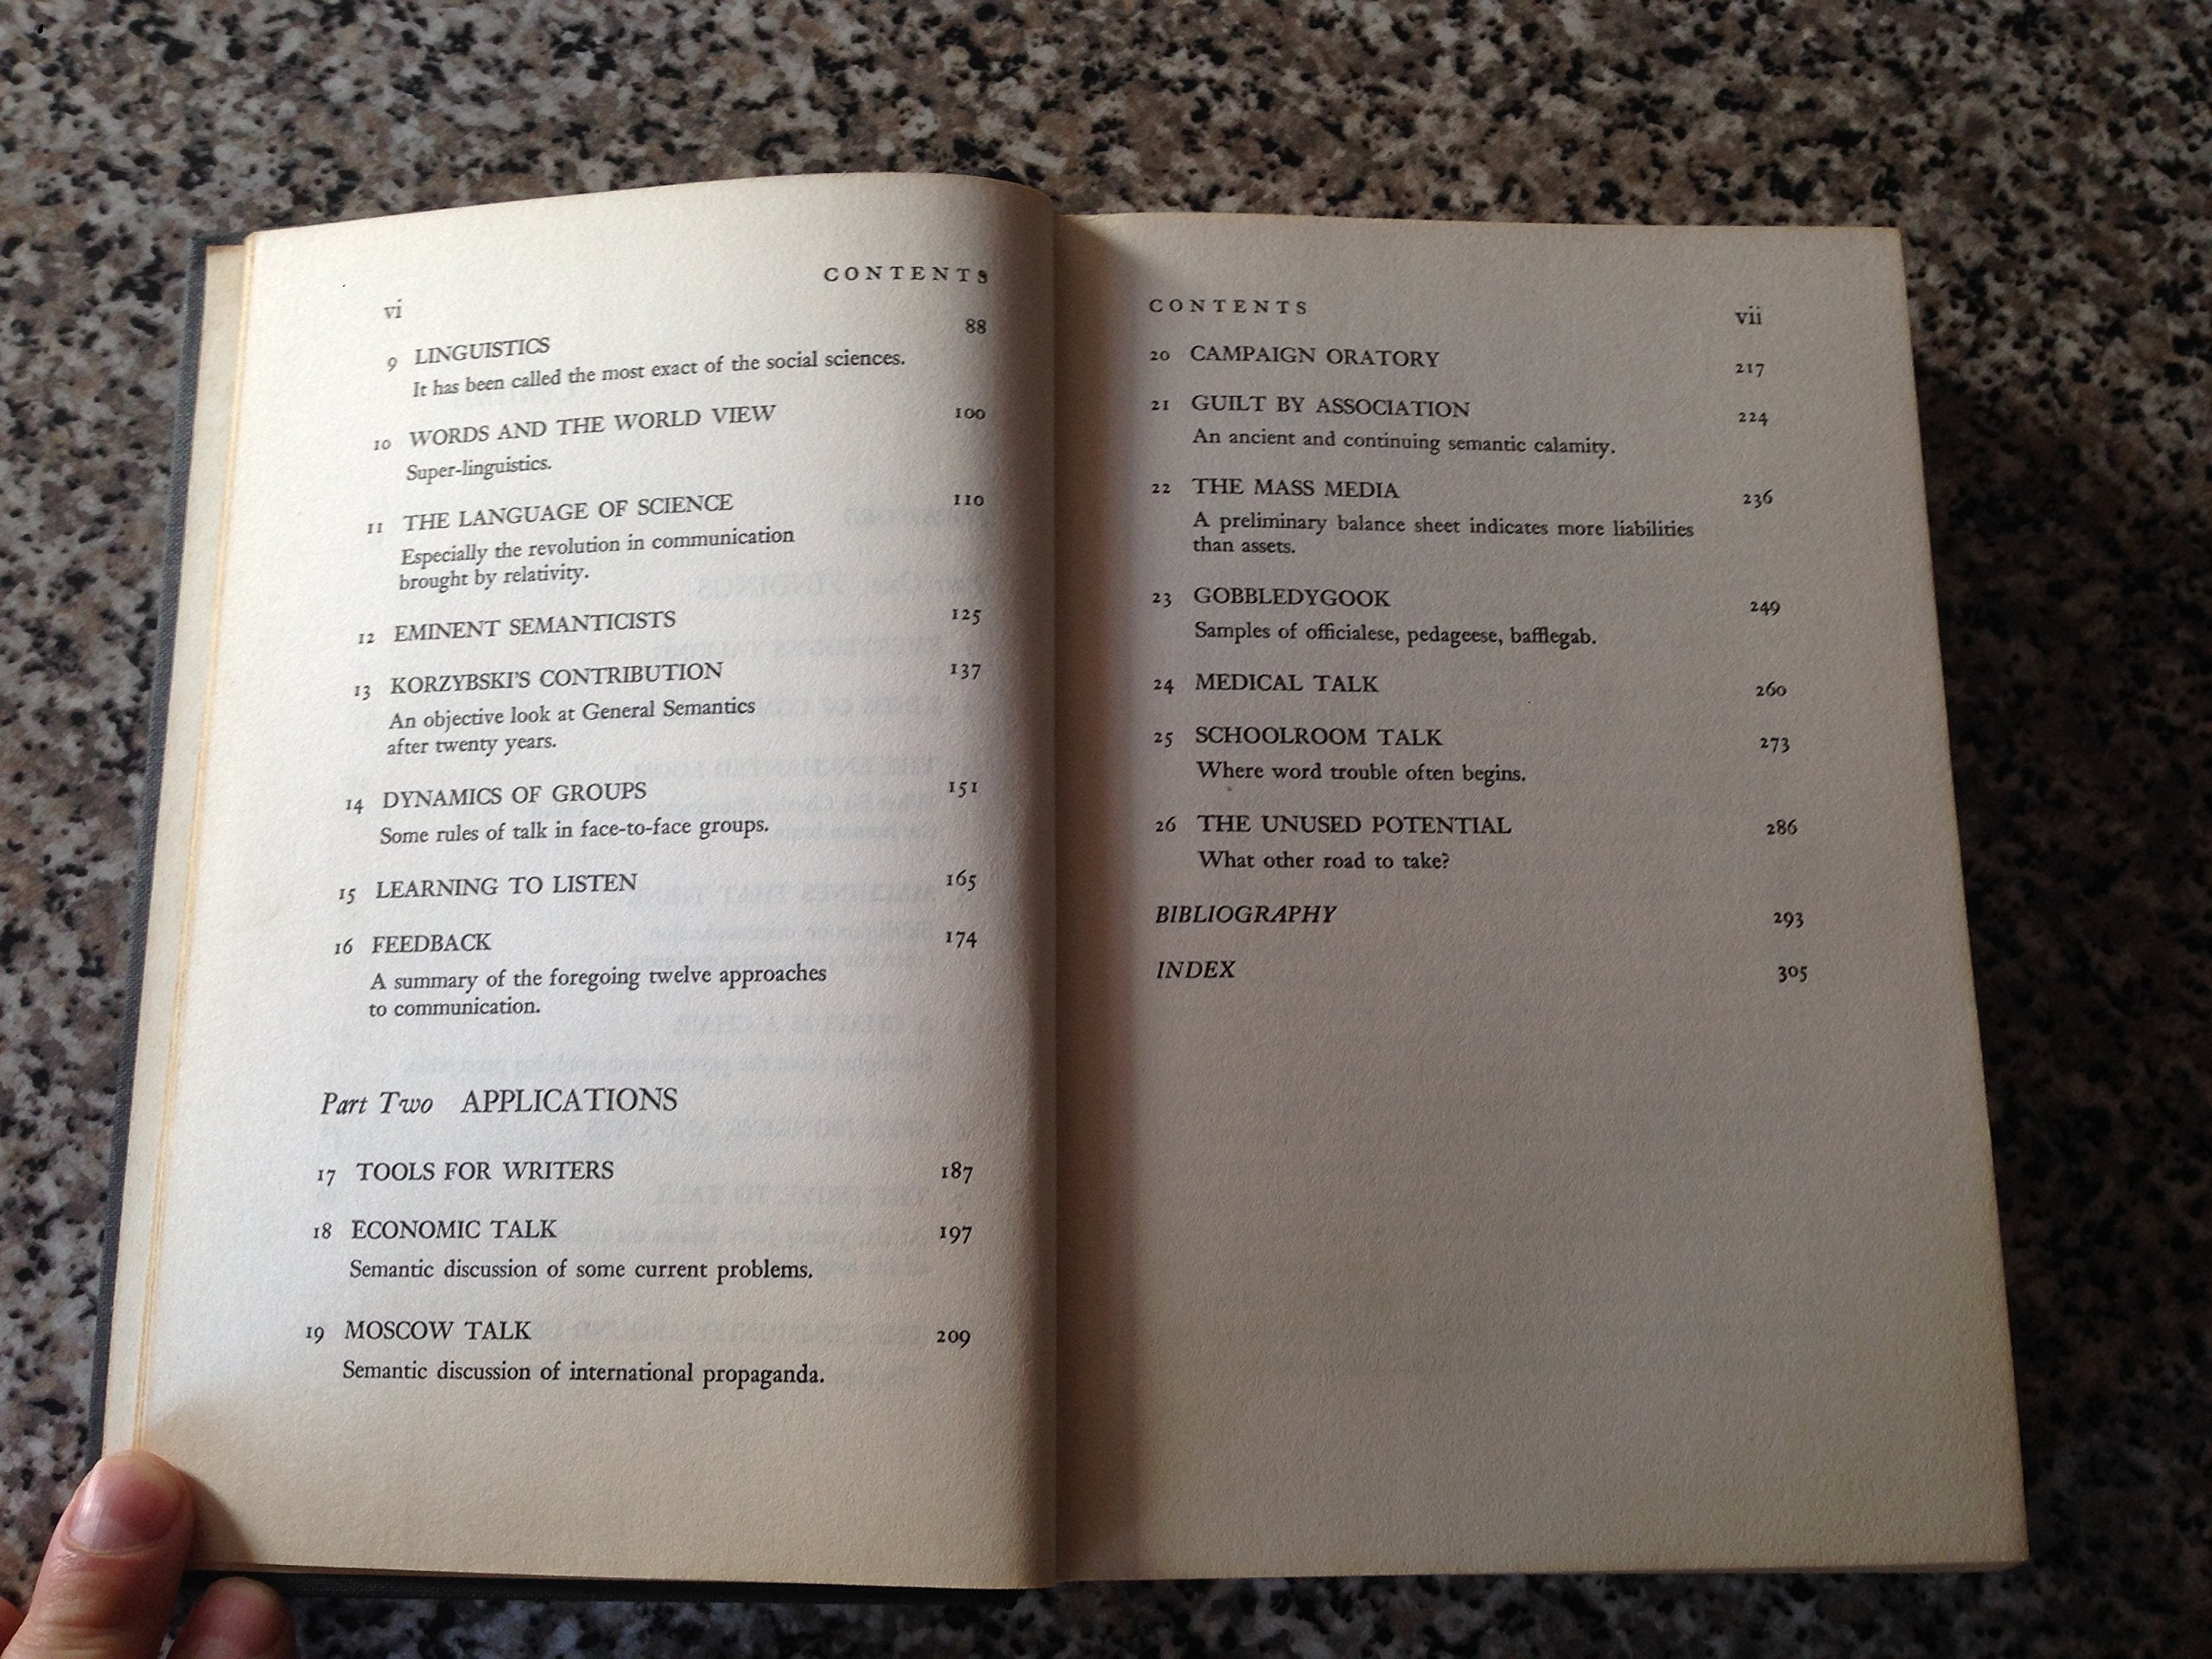 vi
CONTENTS
9 LINGUISTICS 88
It has been called the most exact of the social sciences.
10 WORDS AND THE WORLD VIEW 100
Super-linguistics.
11 THE LANGUAGE OF SCIENCE 110
Especially the revolution in communication
brought by relativity.
12 EMINENT SEMANTICISTS 125
13 KORZYBSKI'S CONTRIBUTION 137
An objective look at General Semantics
after twenty years.
14 DYNAMICS OF GROUPS 151
Some rules of talk in face-to-face groups.
15 LEARNING TO LISTEN 165
16 FEEDBACK 174
A summary of the foregoing twelve approaches
to communication.
Part Two APPLICATIONS
17 TOOLS FOR WRITERS 187
18 ECONOMIC TALK 197
Semantic discussion of some current problems.
19 MOSCOW TALK 209
Semantic discussion of international propaganda.
CONTENTS vii
20 CAMPAIGN ORATORY 217
21 GUILT BY ASSOCIATION 224
An ancient and continuing semantic calamity.
22 THE MASS MEDIA 236
A preliminary balance sheet indicates more liabilities
than assets.
23 GOBBLEDYGOOK 249
Samples of officialese, pedageese, bafflegab.
24 MEDICAL TALK 260
25 SCHOOLROOM TALK 273
Where word trouble often begins.
26 THE UNUSED POTENTIAL 286
What other road to take?
BIBLIOGRAPHY 293
INDEX 305